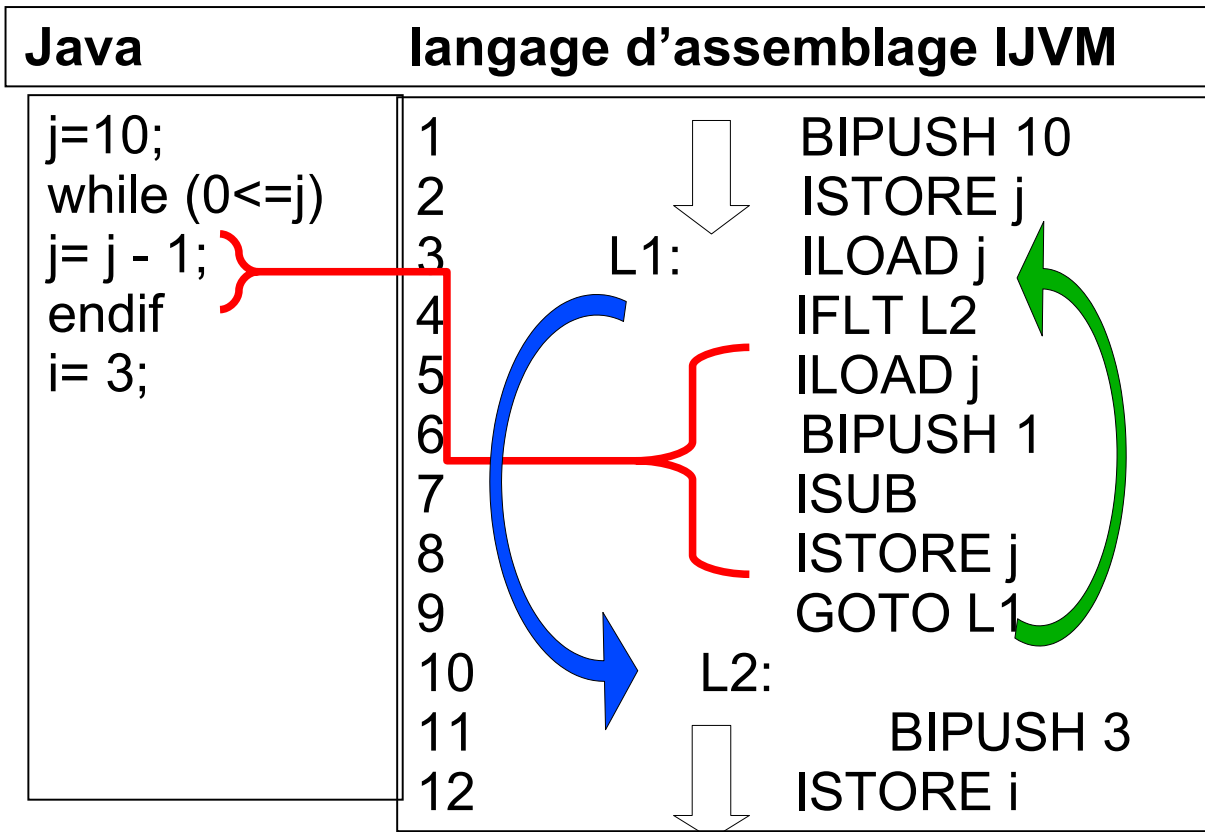 Java langage d’assemblage IJVM
j=10;
while (0<=j)
j= j - 1;
endif
i= 3;
1 BIPUSH 10
2 ISTORE j
3 L1: ILOAD j
4 IFLT L2
5 ILOAD j
6 BIPUSH 1
7 ISUB
8 ISTORE j
9 GOTO L1
10 L2:
11 BIPUSH 3
12 ISTORE i